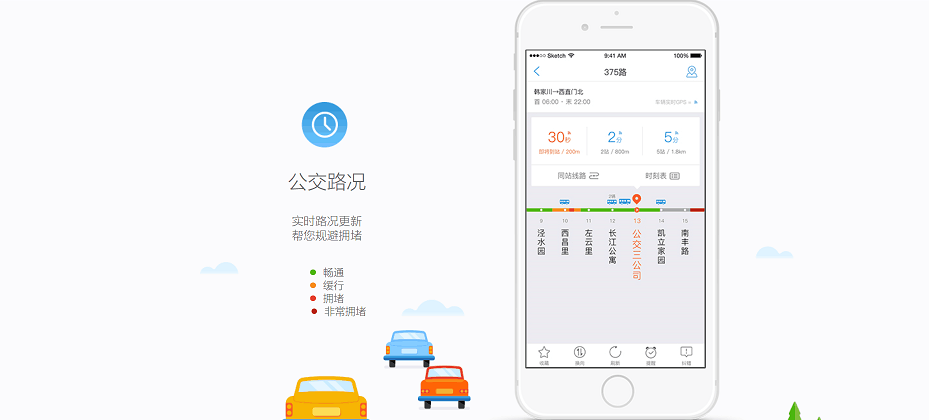 公交路况
实时路况更新
帮您规避拥堵
畅通
缓行
拥堵
非常拥堵
Sketch 9:41 AM 100%
375路
韩家川→西直门北
首 06:00 · 末 22:00
车辆实时GPS
30秒 2分 5分
即将到站 / 200m 2站 / 800m 5站 / 1.8km
同站线路 时刻表
9 10 11 12 13 14 15
泾水园
西昌里
左云里
长江公寓
公交三公司
凯立家园
南丰路
收藏 换向 刷新 提醒 纠错